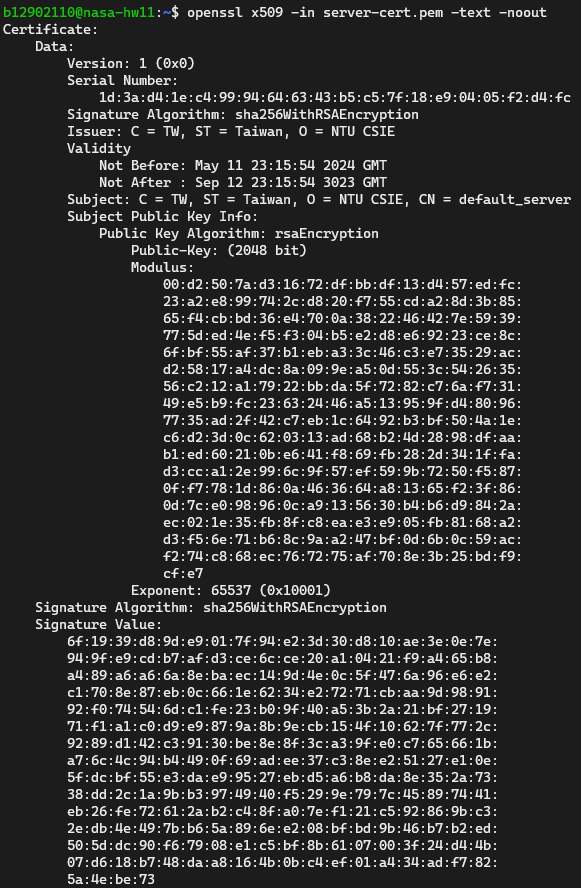 b12902110@nasa-hw11:~$ openssl x509 -in server-cert.pem -text -noout
Certificate:
    Data:
        Version: 1 (0x0)
        Serial Number:
            1d:3a:d4:1e:c4:99:94:64:63:43:b5:c5:7f:18:e9:04:05:f2:d4:fc
        Signature Algorithm: sha256WithRSAEncryption
        Issuer: C = TW, ST = Taiwan, O = NTU CSIE
        Validity
            Not Before: May 11 23:15:54 2024 GMT
            Not After : Sep 12 23:15:54 3023 GMT
        Subject: C = TW, ST = Taiwan, O = NTU CSIE, CN = default_server
        Subject Public Key Info:
            Public Key Algorithm: rsaEncryption
                Public-Key: (2048 bit)
                Modulus:
                    00:d2:50:7a:d3:16:72:df:bb:df:13:d4:57:ed:fc:
                    23:a2:e8:99:74:2c:d8:20:f7:55:cd:a2:8d:3b:85:
                    65:f4:cb:bd:36:e4:70:0a:38:22:46:42:7e:59:39:
                    77:5d:ed:4e:f5:f3:04:b5:e2:d8:e6:92:23:ce:8c:
                    6f:bf:55:af:37:b1:eb:a3:3c:46:c3:e7:35:29:ac:
                    d2:58:17:a4:dc:8a:09:9e:a5:0d:55:3c:54:26:35:
                    56:c2:12:a1:79:22:bb:da:5f:72:82:c7:6a:f7:31:
                    49:e5:b9:fc:23:63:24:46:a5:13:95:9f:d4:80:96:
                    77:35:ad:2f:42:c7:eb:1c:64:92:b3:bf:50:4a:1e:
                    c6:d2:3d:0c:62:03:13:ad:68:b2:4d:28:98:df:aa:
                    b1:ed:60:21:0b:e6:41:f8:69:fb:28:2d:34:1f:fa:
                    d3:cc:a1:2e:99:6c:9f:57:ef:59:9b:72:50:f5:87:
                    0f:f7:78:1d:86:0a:46:36:64:a8:13:65:f2:3f:86:
                    0d:7c:e0:98:96:0c:a9:13:56:30:b4:b6:d9:84:2a:
                    ec:02:1e:35:fb:8f:c8:ea:e3:e9:05:fb:81:68:a2:
                    d3:f5:6e:71:b6:8c:9a:a2:47:bf:0d:6b:0c:59:ac:
                    f2:74:c8:68:ec:76:72:75:af:70:8e:3b:25:bd:f9:
                    cf:e7
                Exponent: 65537 (0x10001)
    Signature Algorithm: sha256WithRSAEncryption
    Signature Value:
        6f:19:39:d8:9d:e9:01:7f:94:e2:3d:30:d8:10:ae:3e:0e:7e:
        94:9f:e9:cd:b7:af:d3:ce:6c:ce:20:a1:04:21:f9:a4:65:b8:
        a4:89:a6:a6:6a:8e:ba:ec:14:9d:4e:0c:5f:47:6a:96:e6:e2:
        c1:70:8e:87:eb:0c:66:1e:62:34:e2:72:71:cb:aa:9d:98:91:
        92:f0:74:54:6d:c1:fe:23:b0:9f:40:a5:3b:2a:21:bf:27:19:
        71:f1:a1:c0:d9:e9:87:9a:8b:9e:cb:15:4f:10:62:7f:77:2c:
        92:89:d1:42:c3:91:30:be:8e:8f:3c:a3:9f:e0:c7:65:66:1b:
        a7:6c:4c:94:b4:49:0f:69:ad:ee:37:c3:8e:e2:51:27:e1:0e:
        5f:dc:bf:55:e3:da:e9:95:27:eb:d5:a6:b8:da:8e:35:2a:73:
        38:dd:2c:1a:9b:b3:97:49:40:f5:29:9e:79:7c:45:89:74:41:
        eb:26:fe:72:61:2a:b2:c4:8f:a0:7e:f1:21:c5:92:86:9b:c3:
        2e:db:4e:49:7b:b6:5a:89:6e:e2:08:bf:bd:9b:46:b7:b2:ed:
        50:5d:dc:90:f6:79:08:e1:c5:bf:8b:61:07:00:3f:24:d4:4b:
        07:d6:18:b7:48:da:a8:16:4b:0b:c4:ef:01:a4:34:ad:f7:82:
        5a:4e:be:73